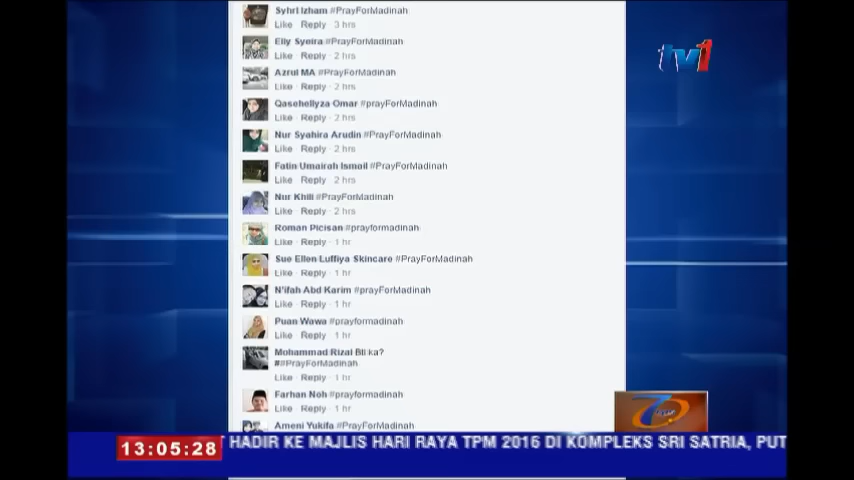 Syhrl Izham #PrayForMadinah
Like · Reply · 3 hrs
tv1
Elly Syeira #PrayForMadinah
Like · Reply · 2 hrs
Azrul MA #PrayForMadinah
Like · Reply · 2 hrs
Qasehellyza Omar #prayForMadinah
Like · Reply · 2 hrs
Nur Syahira Arudin #PrayForMadinah
Like · Reply · 2 hrs
Fatin Umairah Ismail #PrayForMadinah
Like · Reply · 2 hrs
Nur Khili #PrayForMadinah
Like · Reply · 2 hrs
Roman Picisan #prayformadinah
Like · Reply · 1 hr
Sue Ellen Luffiya Skincare #PrayForMadinah
Like · Reply · 1 hr
N'ifah Abd Karim #prayForMadinah
Like · Reply · 1 hr
Puan Wawa #prayformadinah
Like · Reply · 1 hr
Mohammad Rizal Bli ka?
##PrayForMadinah
Like · Reply · 1 hr
Farhan Noh #prayformadinah
Like · Reply · 1 hr
Ameni Yukifa #PrayForMadinah
13:05:28
T HADIR KE MAJLIS HARI RAYA TPM 2016 DI KOMPLEKS SRI SATRIA, PUT